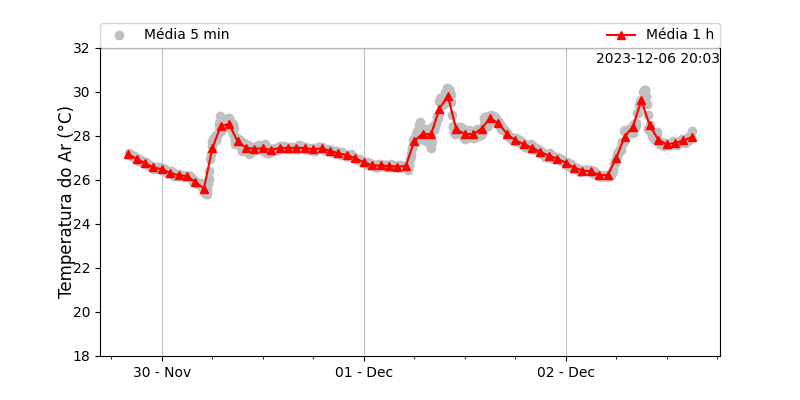 Média 5 min
Média 1 h
2023-12-06 20:03
Temperatura do Ar (°C)
32
30
28
26
24
22
20
18
30 - Nov
01 - Dec
02 - Dec